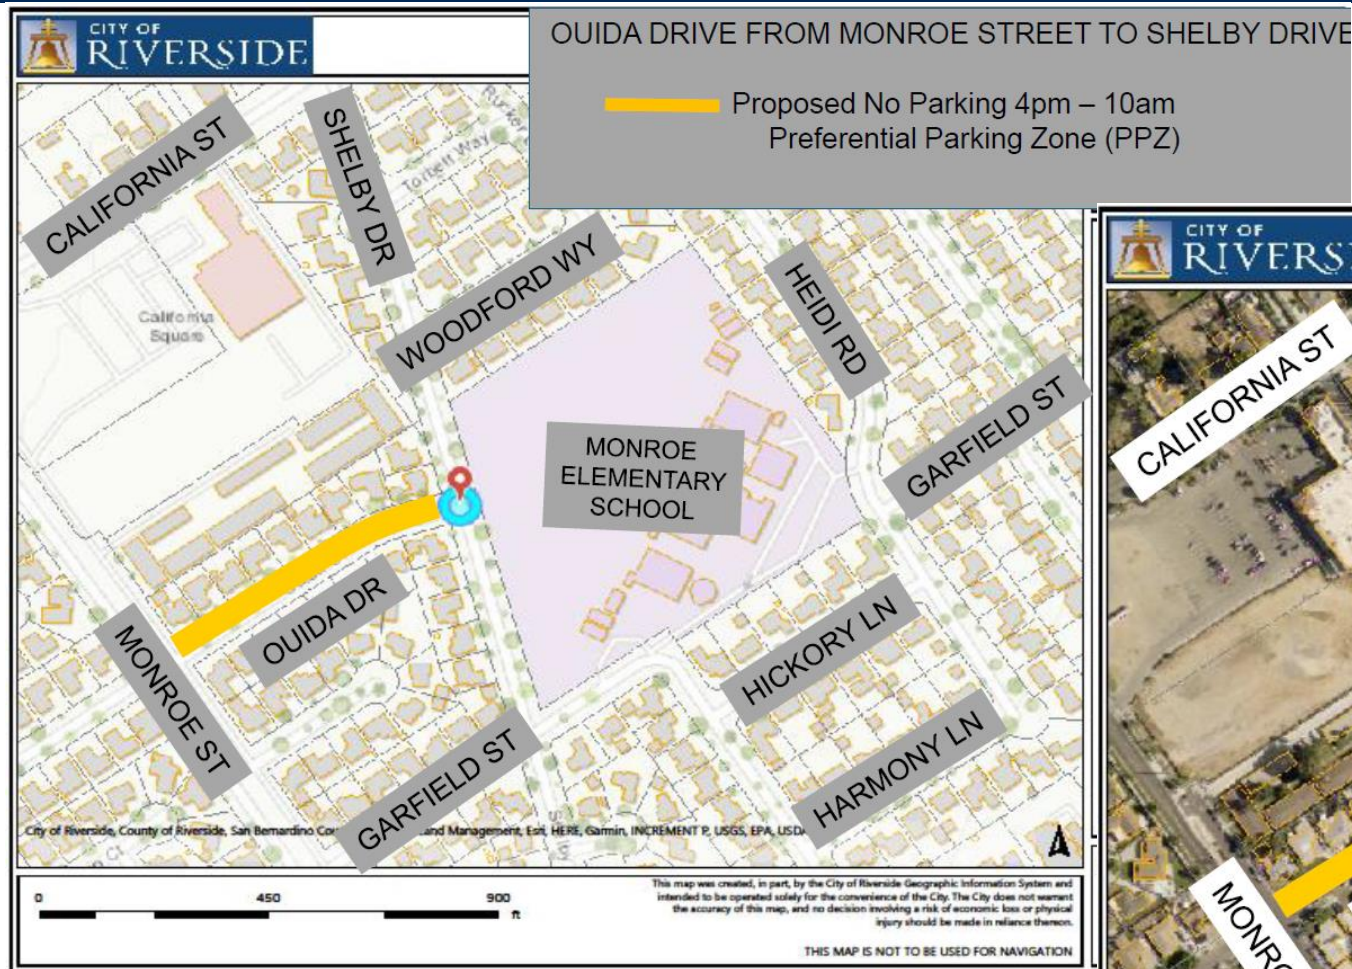 CITY OF
RIVERSIDE
OUIDA DRIVE FROM MONROE STREET TO SHELBY DRIVE
Proposed No Parking 4pm – 10am
Preferential Parking Zone (PPZ)
CALIFORNIA ST
SHELBY DR
Torbett Way
WOODFORD WY
HEIDI RD
California
Square
GARFIELD ST
MONROE
ELEMENTARY
SCHOOL
OUIDA DR
MONROE ST
HICKORY LN
HARMONY LN
GARFIELD ST
City of Riverside, County of Riverside, San Bernardino Cou and Management, Esri, HERE, Garmin, INCREMENT P, USGS, EPA, USDA
0 450 900
ft
This map was created, in part, by the City of Riverside Geographic Information System and
intended to be operated solely for the convenience of the City. The City does not warrant
the accuracy of this map, and no decision involving a risk of economic loss or physical
injury should be made in reliance thereon.
THIS MAP IS NOT TO BE USED FOR NAVIGATION
CITY OF
RIVERS
CALIFORNIA ST
MONRO